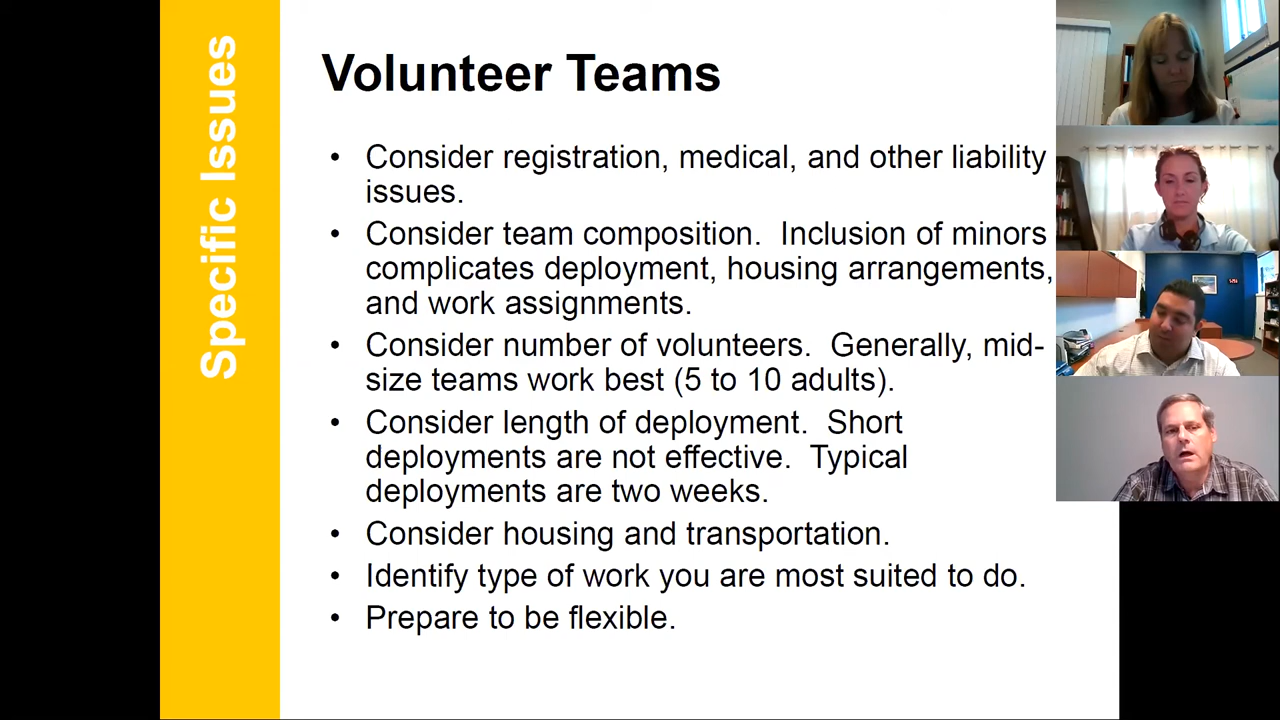 Specific Issues
Volunteer Teams
• Consider registration, medical, and other liability
issues.
• Consider team composition.  Inclusion of minors
complicates deployment, housing arrangements,
and work assignments.
• Consider number of volunteers.  Generally, mid-
size teams work best (5 to 10 adults).
• Consider length of deployment.  Short
deployments are not effective.  Typical
deployments are two weeks.
• Consider housing and transportation.
• Identify type of work you are most suited to do.
• Prepare to be flexible.